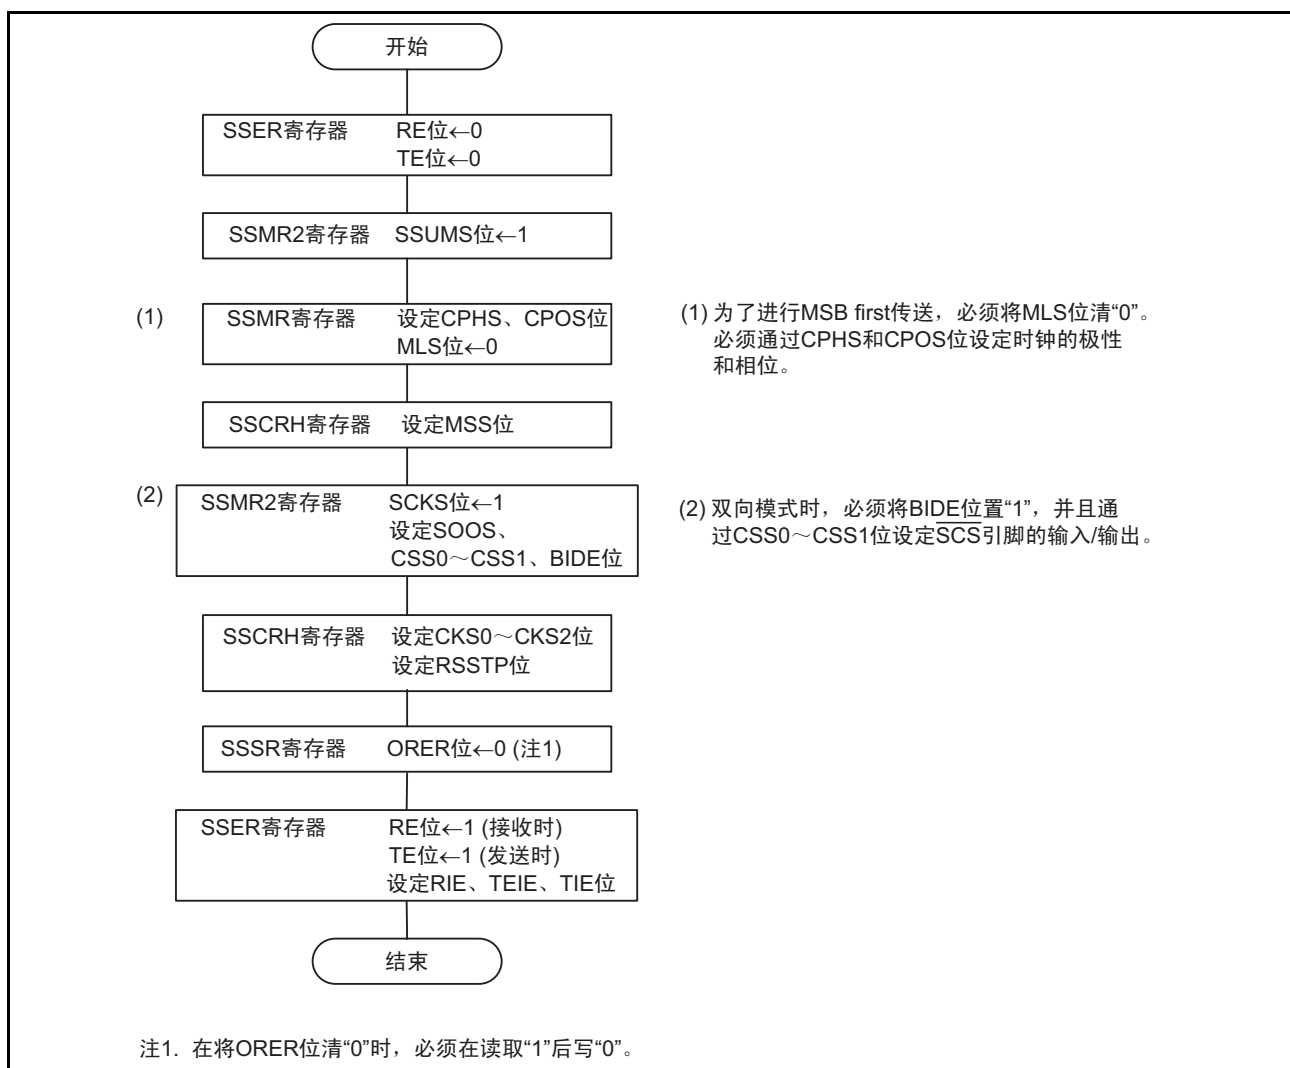 开始
SSER寄存器 RE位←0
TE位←0
SSMR2寄存器 SSUMS位←1
(1) SSMR寄存器 设定CPHS、CPOS位
MLS位←0
(1) 为了进行MSB first传送，必须将MLS位清“0”。
必须通过CPHS和CPOS位设定时钟的极性
和相位。
SSCRH寄存器 设定MSS位
(2) SSMR2寄存器 SCKS位←1
设定SOOS、
CSS0～CSS1、BIDE位
(2) 双向模式时，必须将BIDE位置“1”，并且通
过CSS0～CSS1位设定SCS引脚的输入/输出。
SSCRH寄存器 设定CKS0～CKS2位
设定RSSTP位
SSSR寄存器 ORER位←0 (注1)
SSER寄存器 RE位←1 (接收时)
TE位←1 (发送时)
设定RIE、TEIE、TIE位
结束
注1. 在将ORER位清“0”时，必须在读取“1”后写“0”。